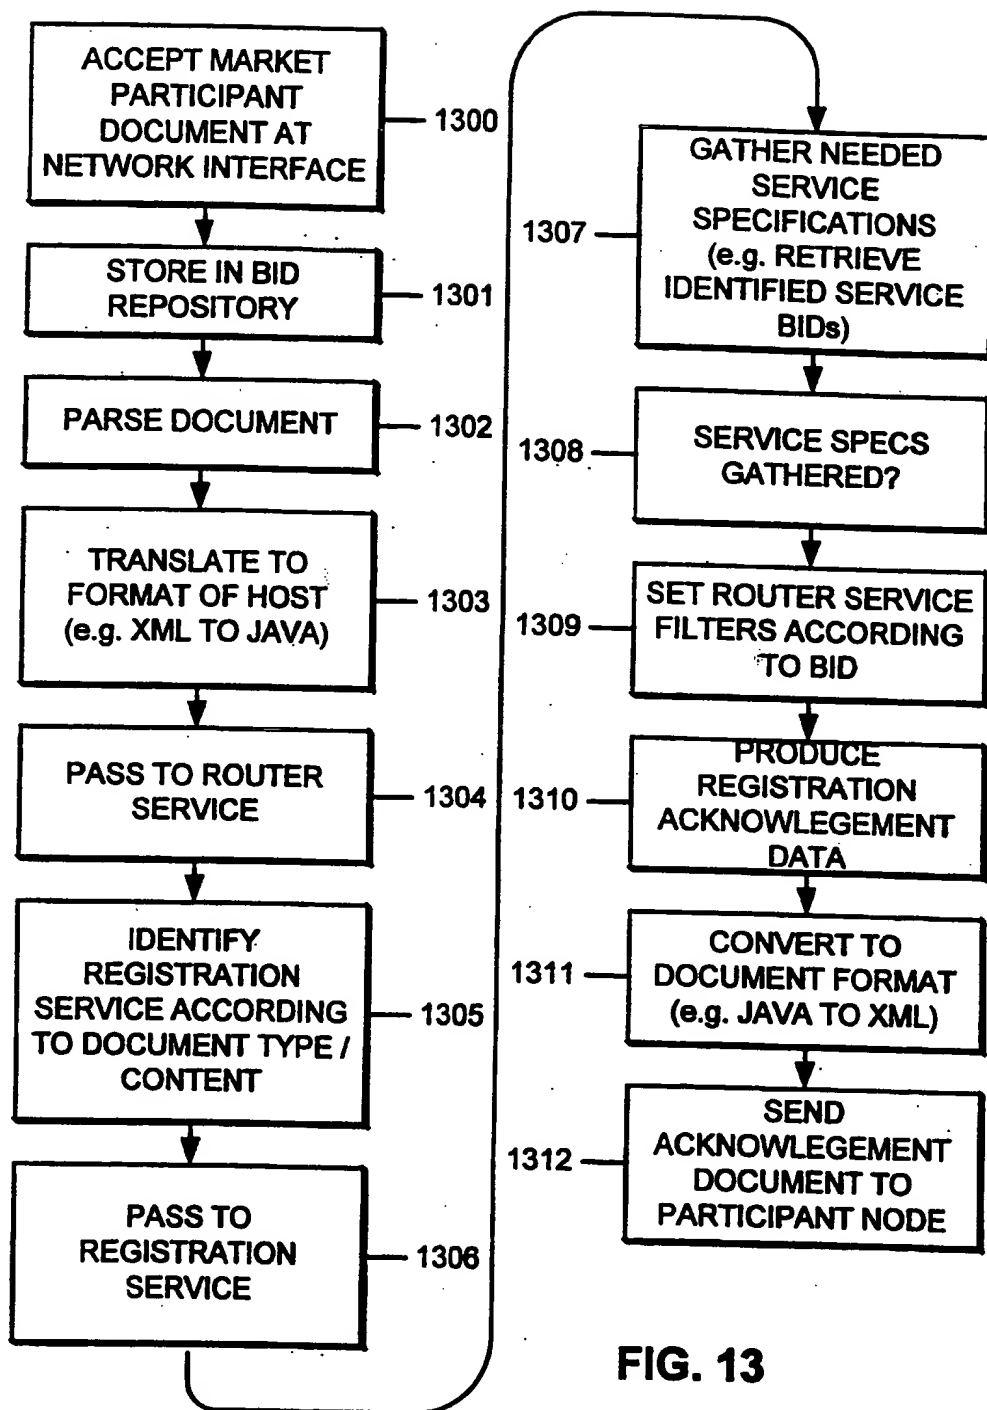 ACCEPT MARKET
PARTICIPANT
DOCUMENT AT
NETWORK INTERFACE
1300
STORE IN BID
REPOSITORY
1301
PARSE DOCUMENT
1302
TRANSLATE TO
FORMAT OF HOST
(e.g. XML TO JAVA)
1303
PASS TO ROUTER
SERVICE
1304
IDENTIFY
REGISTRATION
SERVICE ACCORDING
TO DOCUMENT TYPE /
CONTENT
1305
PASS TO
REGISTRATION
SERVICE
1306
GATHER NEEDED
SERVICE
SPECIFICATIONS
(e.g. RETRIEVE
IDENTIFIED SERVICE
BIDs)
1307
SERVICE SPECS
GATHERED?
1308
SET ROUTER SERVICE
FILTERS ACCORDING
TO BID
1309
PRODUCE
REGISTRATION
ACKNOWLEGEMENT
DATA
1310
CONVERT TO
DOCUMENT FORMAT
(e.g. JAVA TO XML)
1311
SEND
ACKNOWLEGEMENT
DOCUMENT TO
PARTICIPANT NODE
1312
FIG. 13